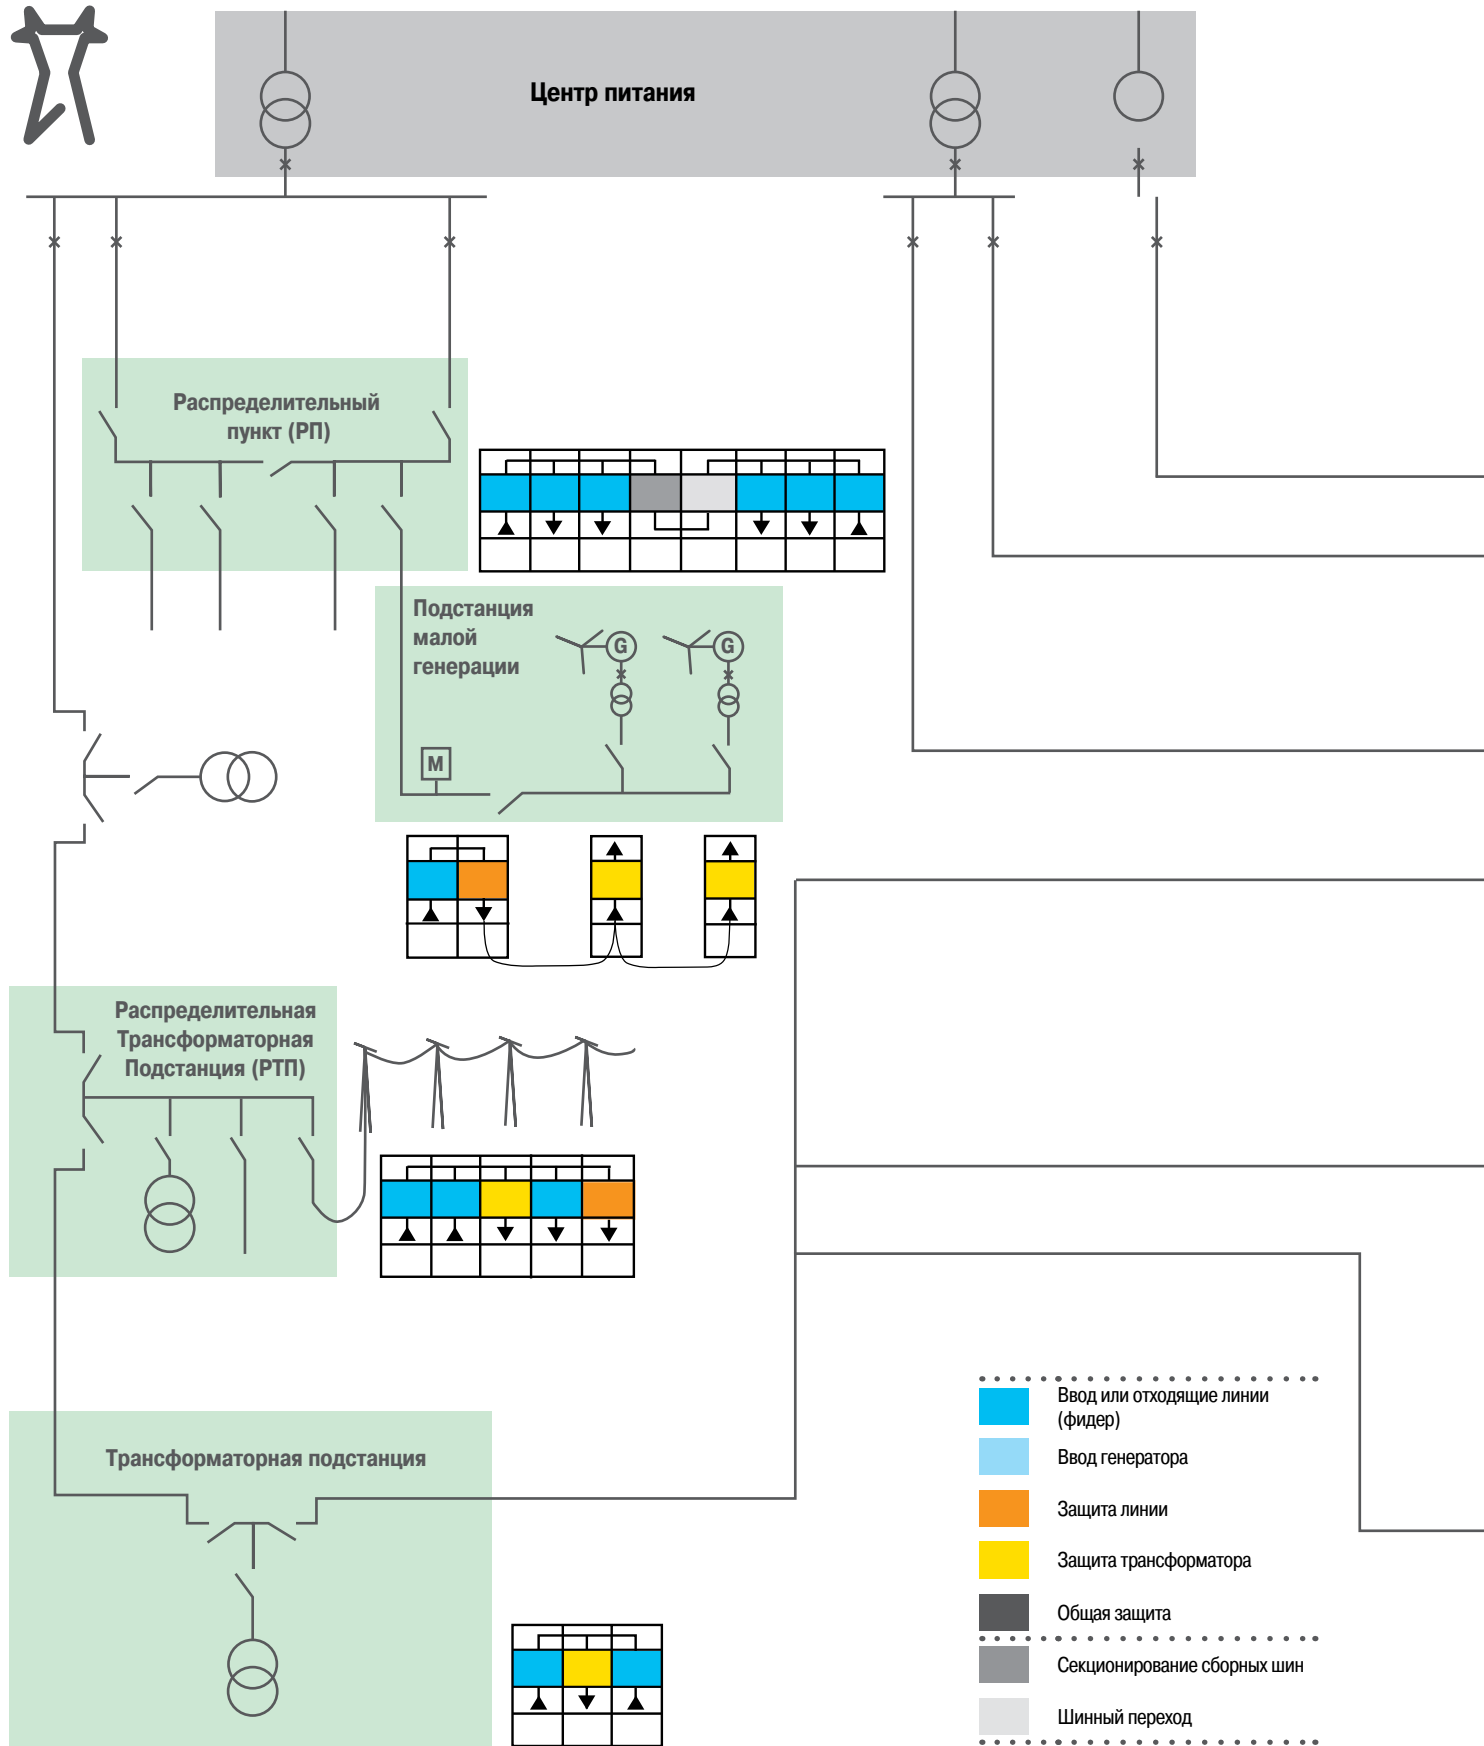 Центр питания
Распределительный
пункт (РП)
Подстанция
малой
генерации
G
G
M
Распределительная
Трансформаторная
Подстанция (РТП)
Трансформаторная подстанция
Ввод или отходящие линии
(фидер)
Ввод генератора
Защита линии
Защита трансформатора
Общая защита
Секционирование сборных шин
Шинный переход